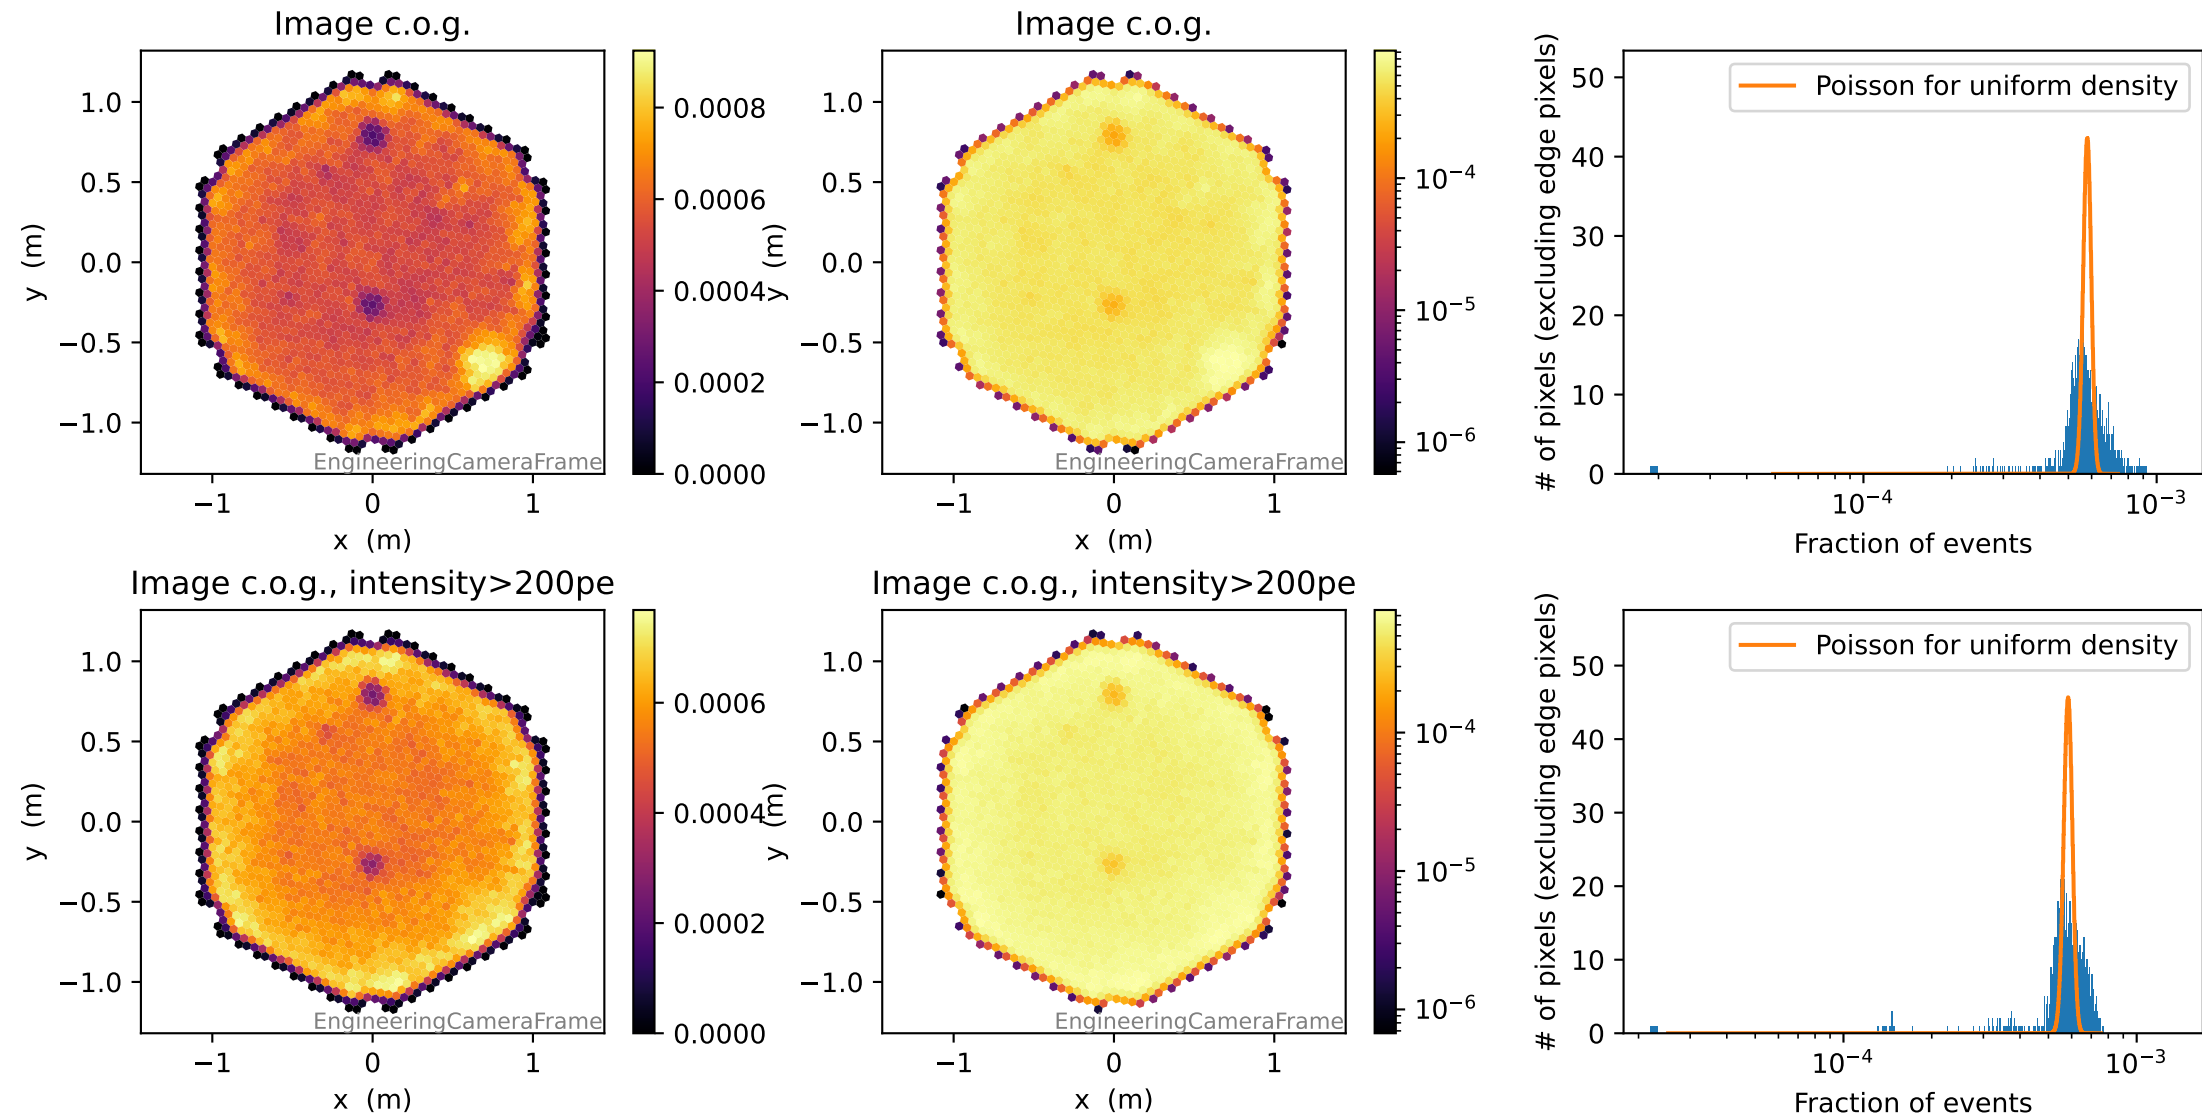 Image c.o.g.
1.0
0.5
0.0
−0.5
−1.0
y (m)
−1
0
1
x (m)
EngineeringCameraFrame
0.0008
0.0006
0.0004
0.0002
0.0000
Image c.o.g.
1.0
0.5
0.0
−0.5
−1.0
y (m)
−1
0
1
x (m)
EngineeringCameraFrame
10⁻⁴
10⁻⁵
10⁻⁶
# of pixels (excluding edge pixels)
50
40
30
20
10
0
Poisson for uniform density
10⁻⁴
10⁻³
Fraction of events
Image c.o.g., intensity>200pe
1.0
0.5
0.0
−0.5
−1.0
y (m)
−1
0
1
x (m)
EngineeringCameraFrame
0.0006
0.0004
0.0002
0.0000
Image c.o.g., intensity>200pe
1.0
0.5
0.0
−0.5
−1.0
y (m)
−1
0
1
x (m)
EngineeringCameraFrame
10⁻⁴
10⁻⁵
10⁻⁶
# of pixels (excluding edge pixels)
50
40
30
20
10
0
Poisson for uniform density
10⁻⁴
10⁻³
Fraction of events